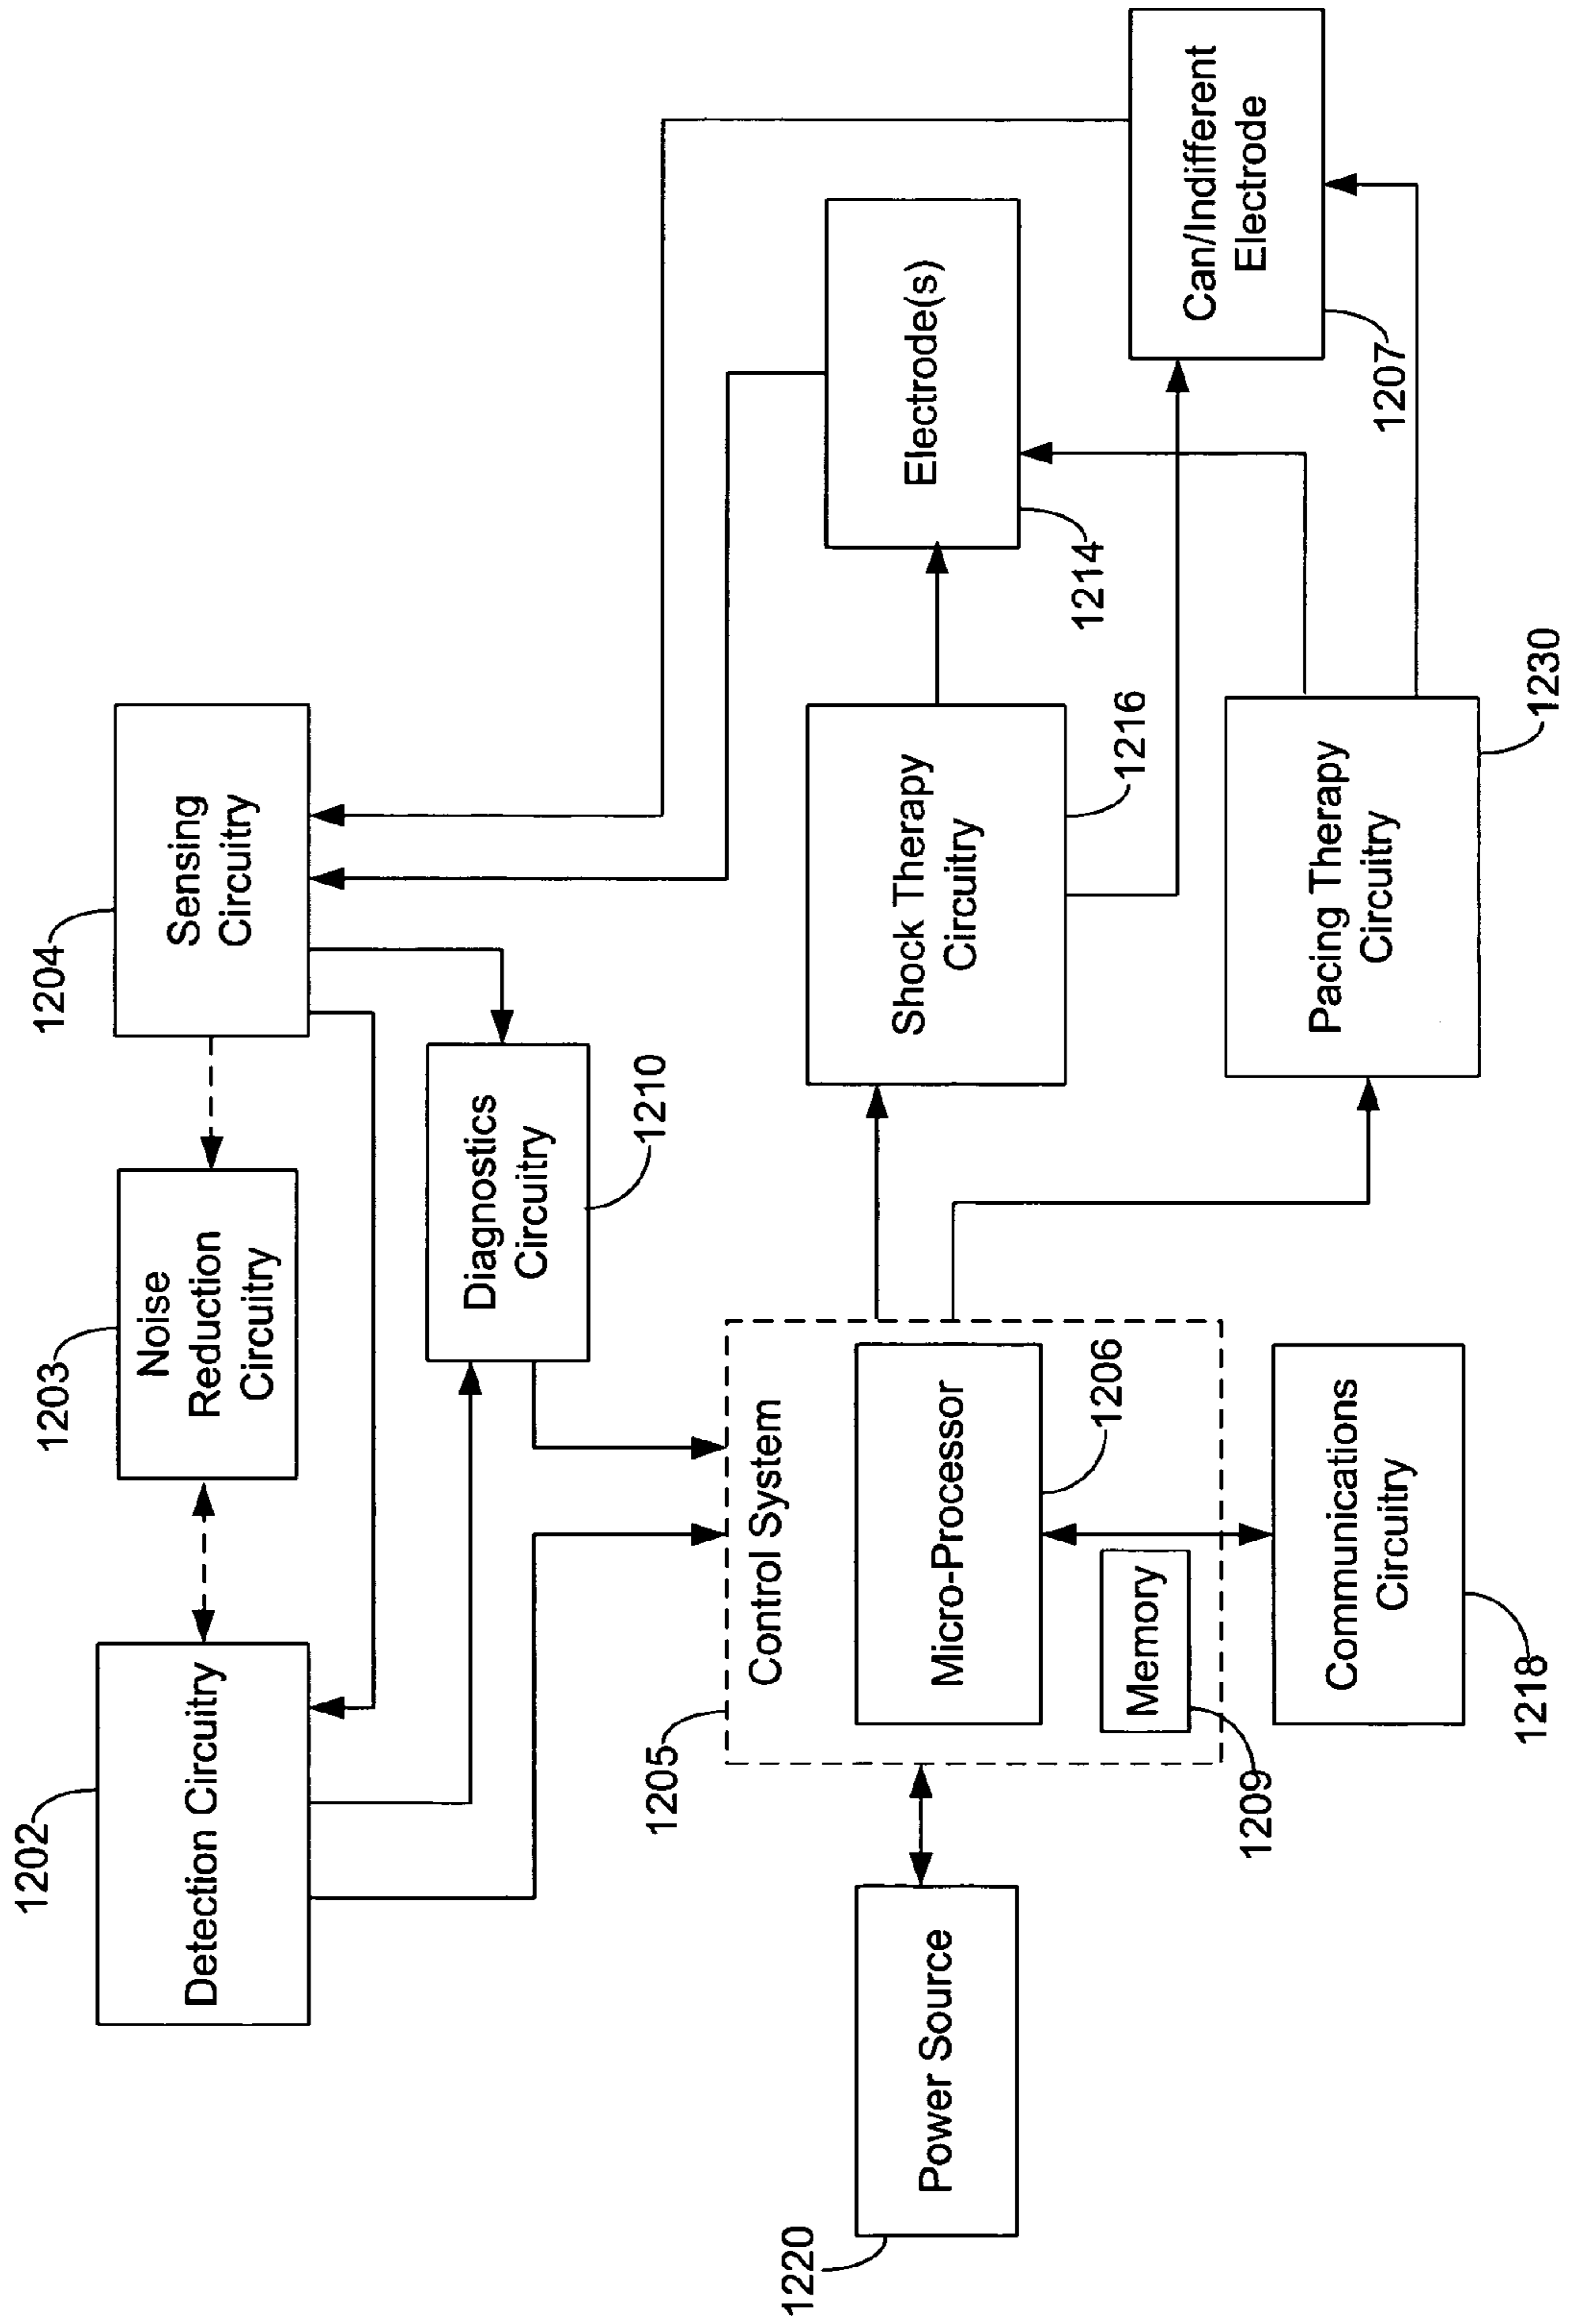 1202
Detection Circuitry
1203
Noise
Reduction
Circuitry
1204
Sensing
Circuitry
Diagnostics
Circuitry
1210
1205
Control System
Micro-Processor
1206
Memory
1209
1220
Power Source
Communications
Circuitry
1218
Shock Therapy
Circuitry
1216
Pacing Therapy
Circuitry
1230
Electrode(s)
1214
Can/Indifferent
Electrode
1207